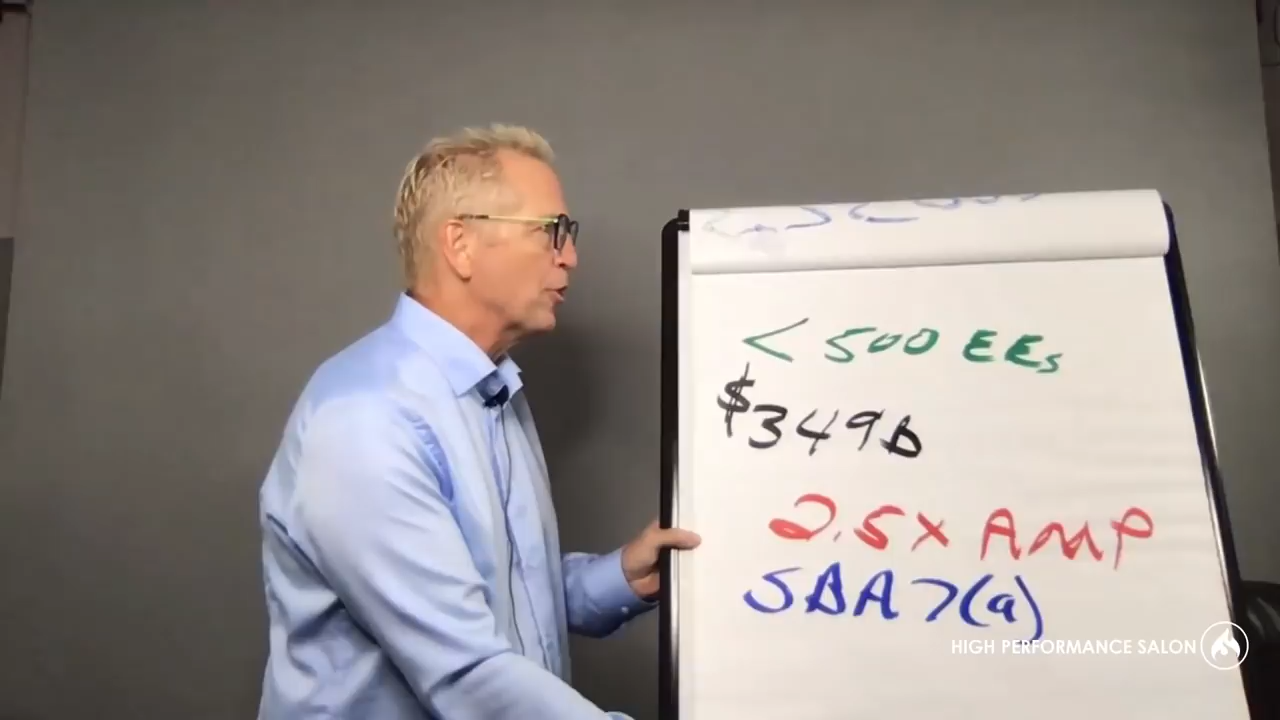 < 500 EEs
$349b
2.5x AMP
SBA 7(a)
HIGH PERFORMANCE SALON